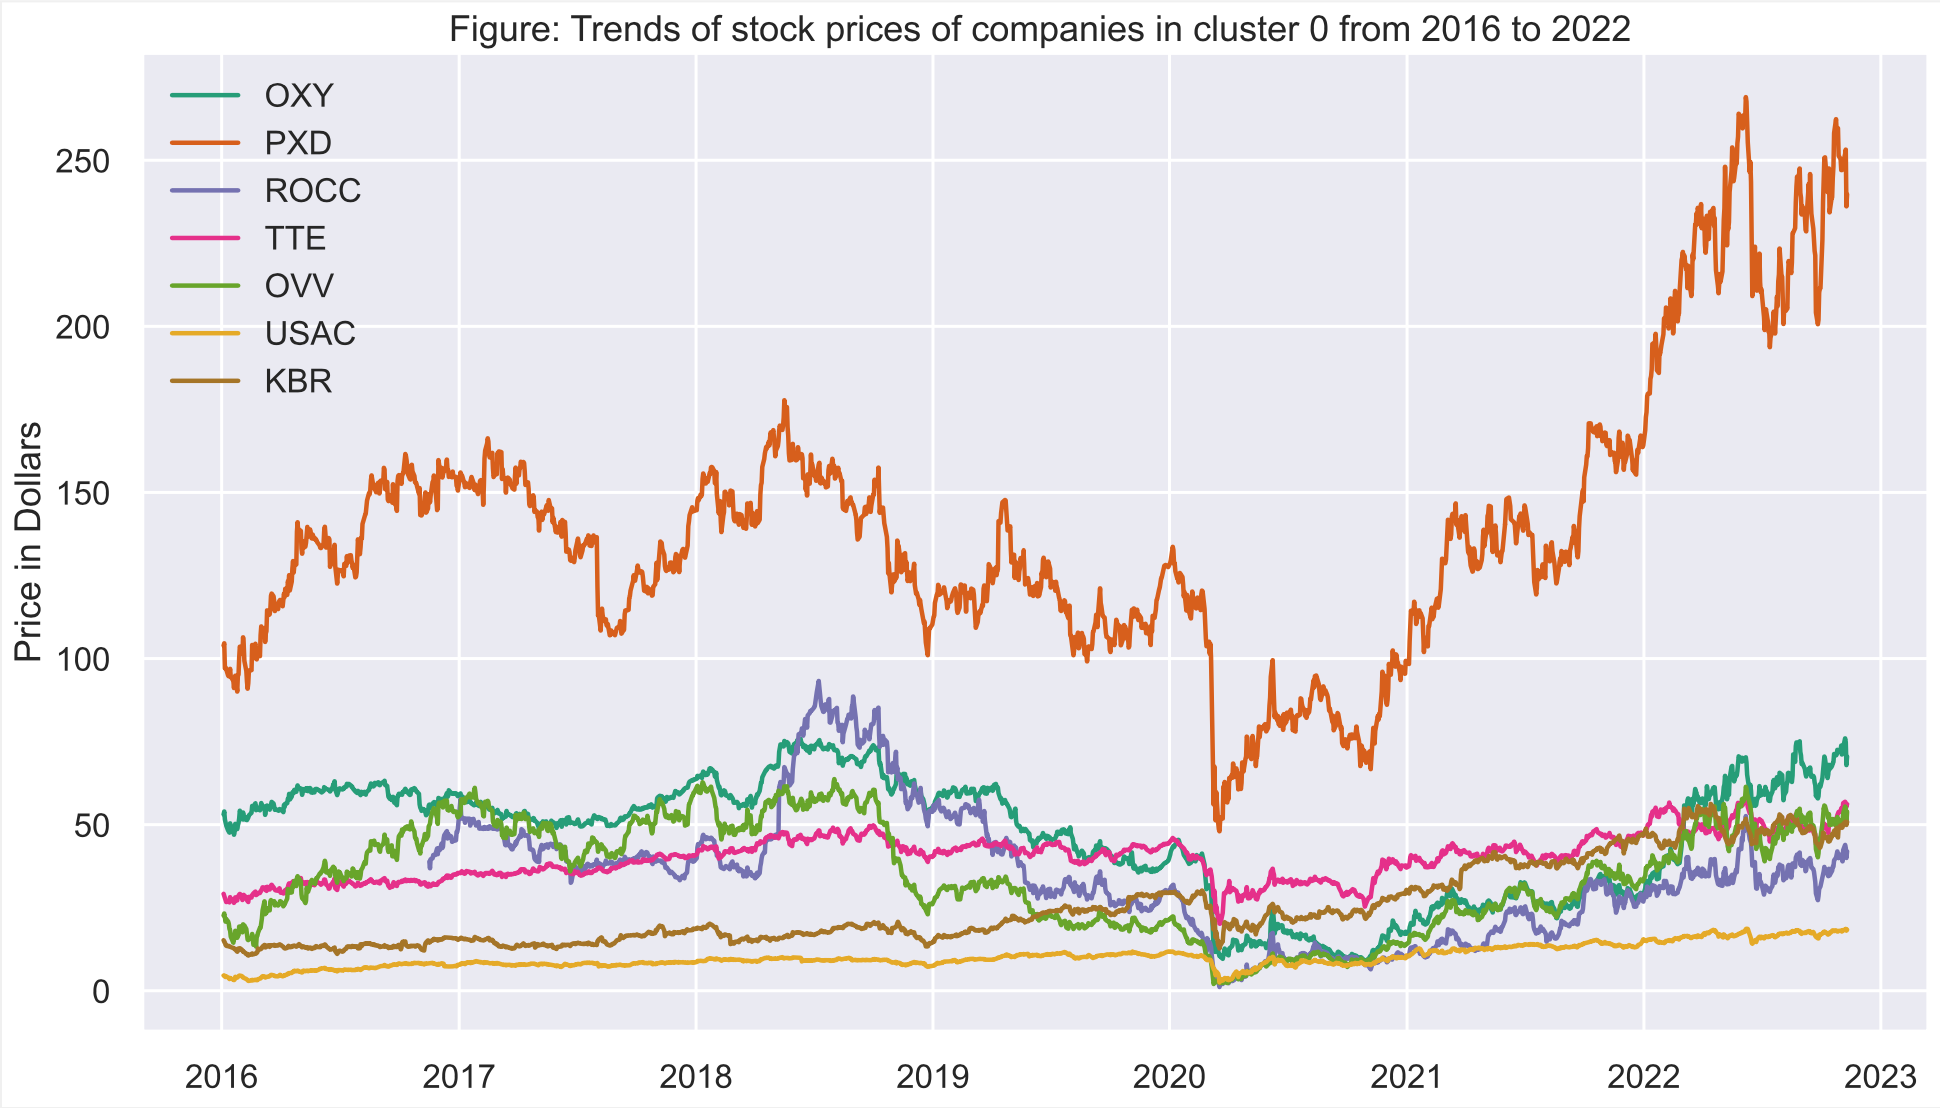 Figure: Trends of stock prices of companies in cluster 0 from 2016 to 2022
OXY
PXD
ROCC
TTE
OVV
USAC
KBR
Price in Dollars
250
200
150
100
50
0
2016 2017 2018 2019 2020 2021 2022 2023